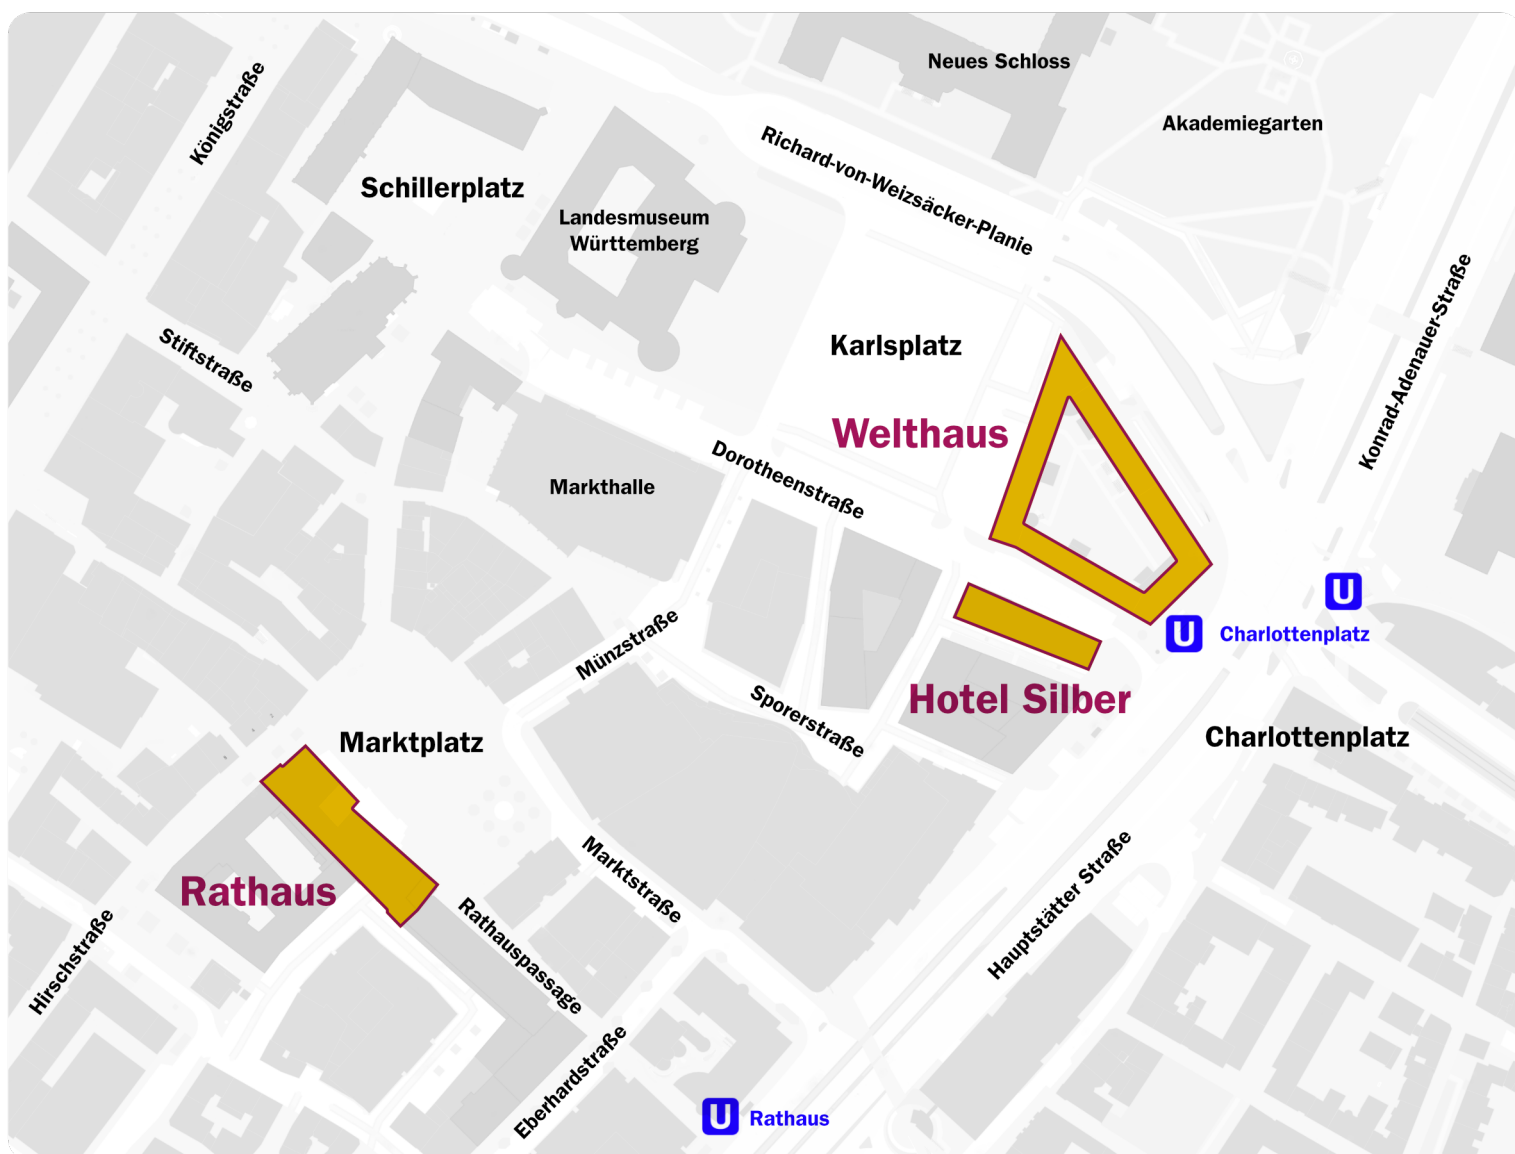 Neues Schloss
Königstraße
Akademiegarten
Richard-von-Weizsäcker-Planie
Schillerplatz
Landesmuseum
Württemberg
Karlsplatz
Konrad-Adenauer-Straße
Stiftstraße
Welthaus
Dorotheenstraße
Markthalle
U
U
Charlottenplatz
Münzstraße
Hotel Silber
Sporerstraße
Marktplatz
Charlottenplatz
Rathaus
Marktstraße
Hauptstätter Straße
Hirschstraße
Rathauspassage
Eberhardstraße
U Rathaus